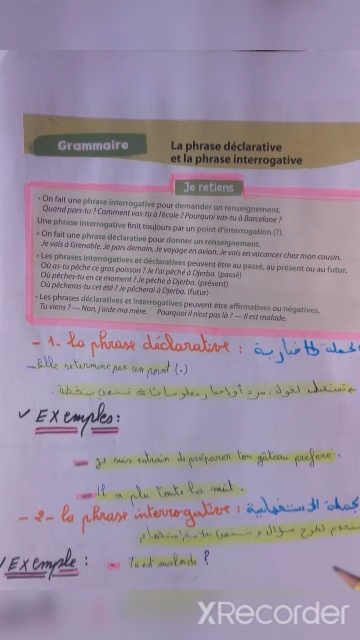 Grammaire
La phrase déclarative
et la phrase interrogative
Je retiens
• On fait une phrase interrogative pour demander un renseignement.
Quand pars-tu ? Comment vas-tu à l'école ? Pourquoi vas-tu à Barcelone ?
Une phrase interrogative finit toujours par un point d'interrogation (?).
• On fait une phrase déclarative pour donner un renseignement.
Je vais à Grenoble. Je pars demain. Je voyage en avion. Je vais en vacances chez mon cousin.
• Les phrases interrogatives et déclaratives peuvent être au passé, au présent ou au futur.
Où as-tu pêché ce gros poisson ? Je l'ai pêché à Djerba. (passé)
Où pêches-tu en ce moment ? Je pêche à Djerba. (présent)
Où pêcheras-tu cet été ? Je pêcherai à Djerba. (futur)
• Les phrases déclaratives et interrogatives peuvent être affirmatives ou négatives.
Tu viens ? — Non, j'aide ma mère. Pourquoi il n'est pas là ? — Il est malade.
- 1. la phrase déclarative : الجملة الاخبارية
- Elle se termine par un point (.)
✓ Exemples:
- Je suis entrain de préparer ton gâteau préféré.
- Il a plu toute la nuit.
- 2- la phrase interrogative : الجملة الاستفهامية
✓ Exemple : - Tu est malade ?
XRecorder